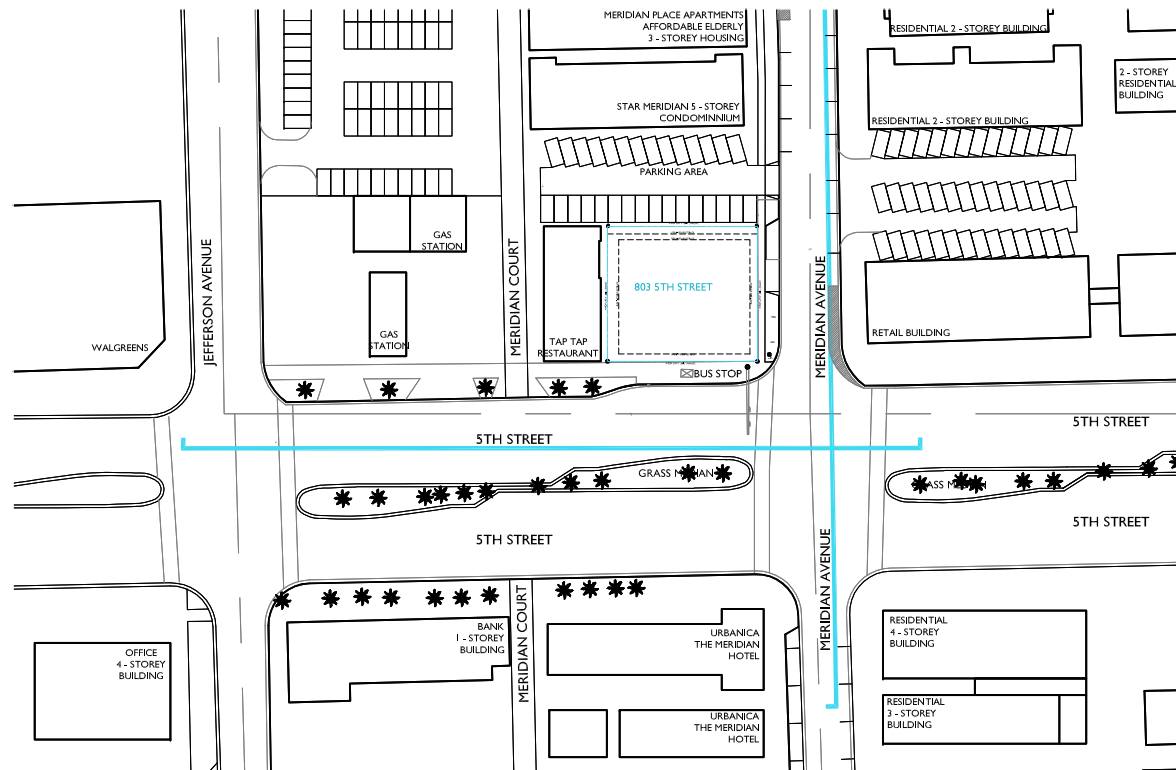 MERIDIAN PLACE APARTMENTS
AFFORDABLE ELDERLY
3 - STOREY HOUSING
RESIDENTIAL 2 - STOREY BUILDING
2 - STOREY
RESIDENTIAL
BUILDING
STAR MERIDIAN 5 - STOREY
CONDOMINNIUM
RESIDENTIAL 2 - STOREY BUILDING
PARKING AREA
GAS
STATION
JEFFERSON AVENUE
MERIDIAN COURT
803 5TH STREET
MERIDIAN AVENUE
WALGREENS
GAS
STATION
TAP TAP
RESTAURANT
RETAIL BUILDING
BUS STOP
5TH STREET
5TH STREET
GRASS
5TH STREET
5TH STREET
MERIDIAN AVENUE
MERIDIAN COURT
OFFICE
4 - STOREY
BUILDING
BANK
1 - STOREY
BUILDING
URBANICA
THE MERIDIAN
HOTEL
RESIDENTIAL
4 - STOREY
BUILDING
URBANICA
THE MERIDIAN
HOTEL
RESIDENTIAL
3 - STOREY
BUILDING